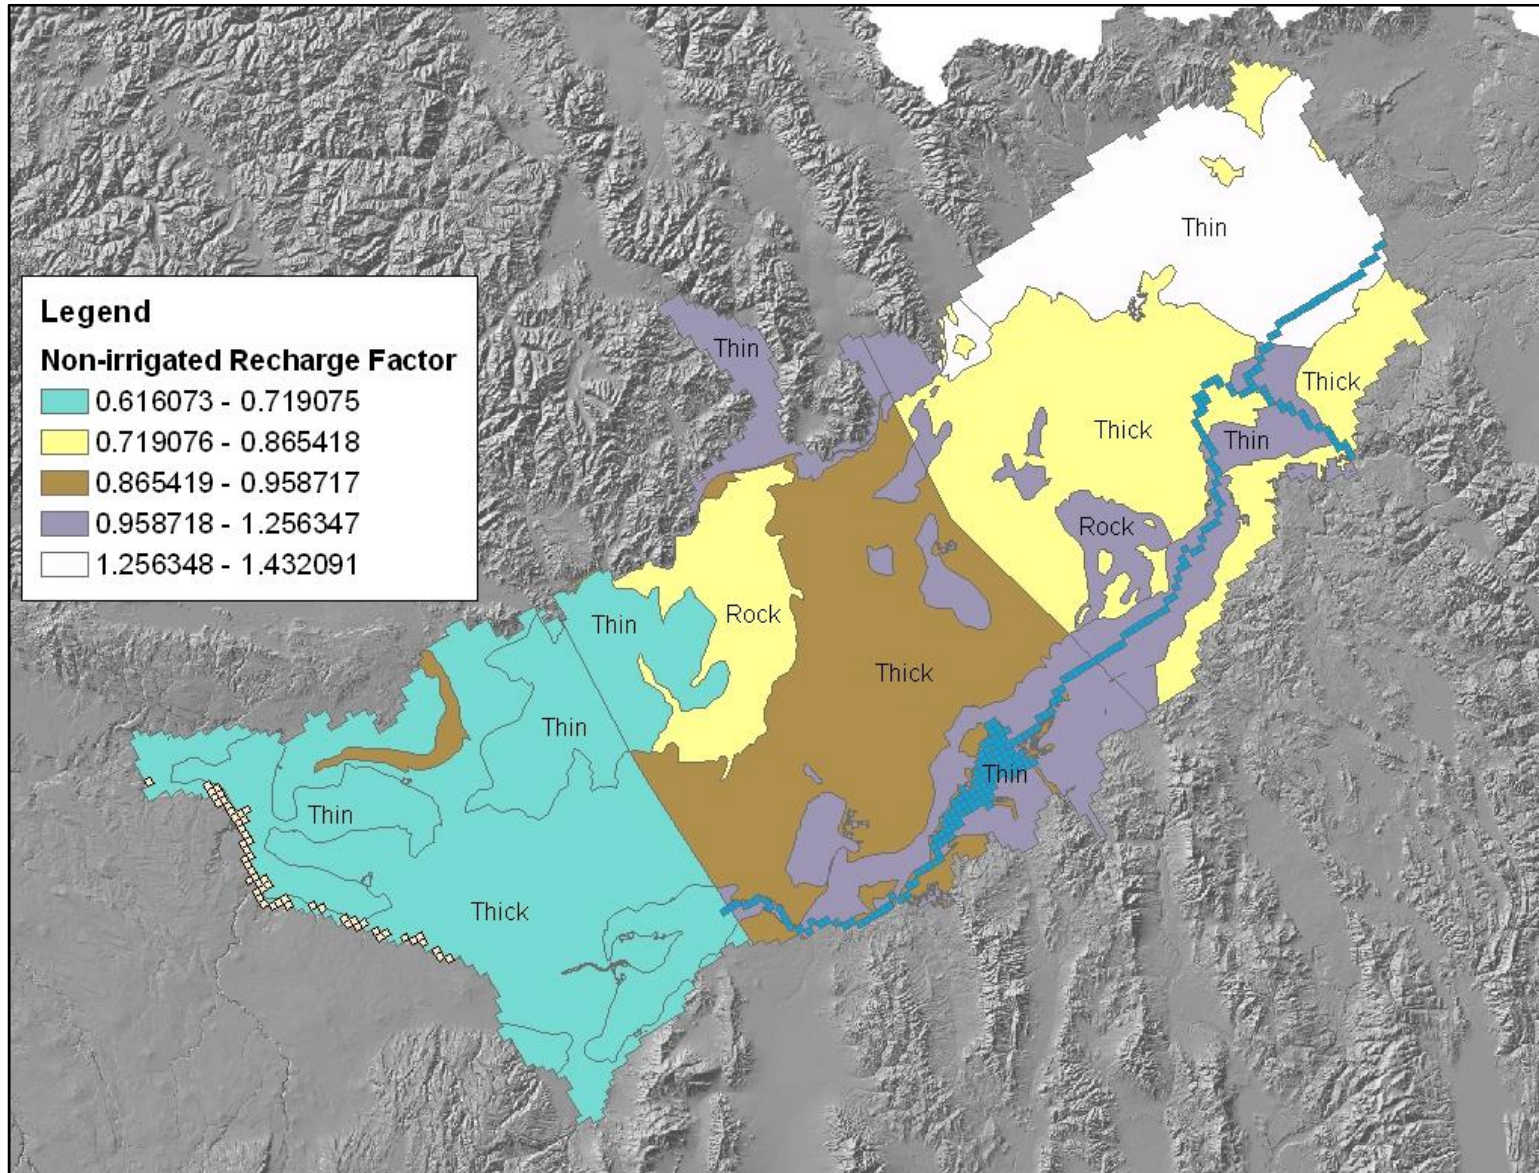 Thin
Legend
Non-irrigated Recharge Factor
0.616073 - 0.719075
0.719076 - 0.865418
0.865419 - 0.958717
0.958718 - 1.256347
1.256348 - 1.432091
Thin
Thick
Thick
Thin
Rock
Thin
Rock
Thick
Thin
Thin
Thin
Thick